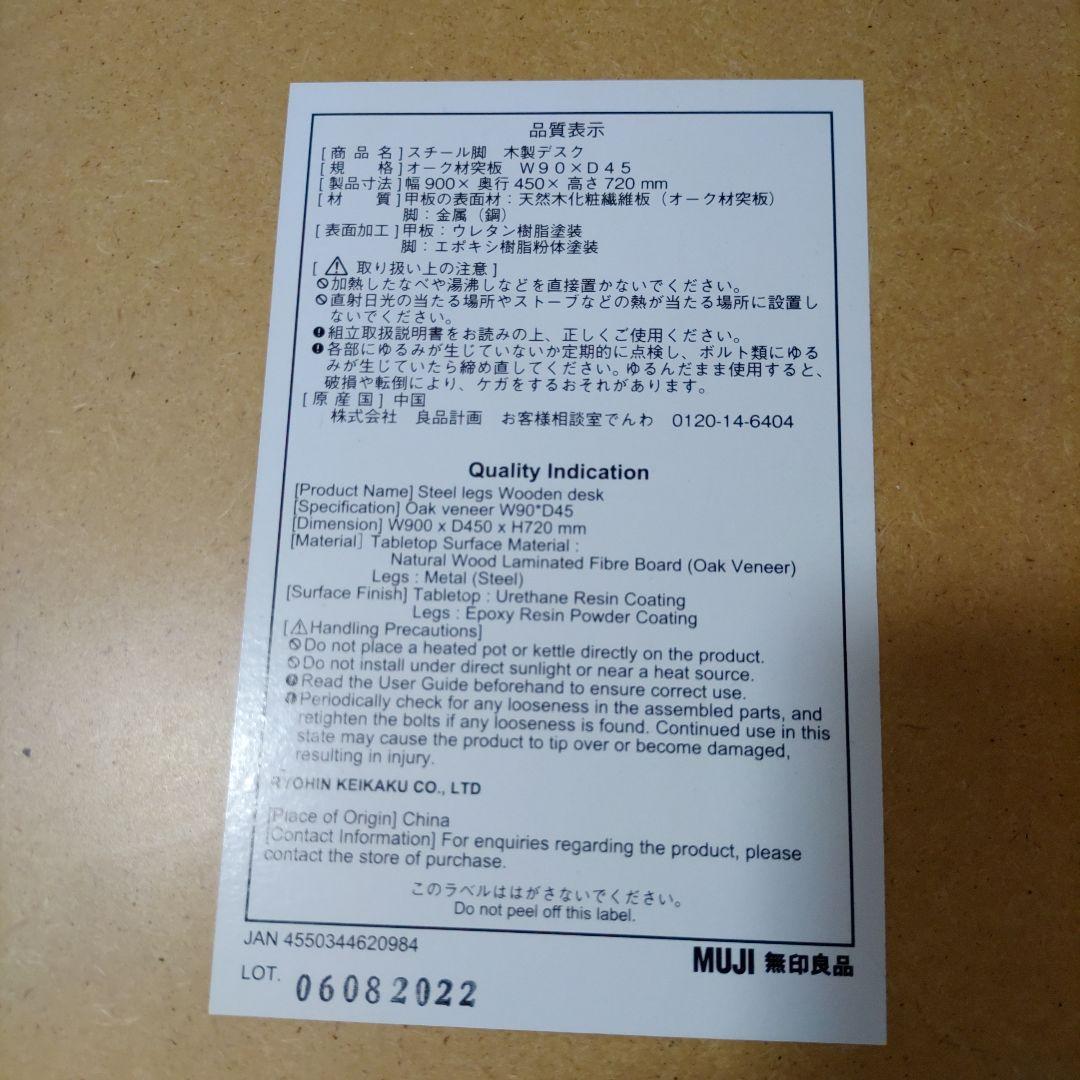 品質表示
[商品名]スチール脚 木製デスク
[規 格]オーク材突板 W90×D45
[製品寸法]幅900× 奥行450× 高さ720 mm
[材 質]甲板の表面材：天然木化粧繊維板（オーク材突板）
脚：金属（鋼）
[表面加工]甲板：ウレタン樹脂塗装
脚：エポキシ樹脂粉体塗装
[⚠ 取り扱い上の注意]
加熱したなべや湯沸しなどを直接置かないでください。
直射日光の当たる場所やストーブなどの熱が当たる場所に設置し
ないでください。
組立取扱説明書をお読みの上、正しくご使用ください。
各部にゆるみが生じていないか定期的に点検し、ボルト類にゆる
みが生じていたら締め直してください。ゆるんだまま使用すると、
破損や転倒により、ケガをするおそれがあります。
[原産国] 中国
株式会社 良品計画 お客様相談室でんわ 0120-14-6404
Quality Indication
[Product Name] Steel legs Wooden desk
[Specification] Oak veneer W90*D45
[Dimension] W900 x D450 x H720 mm
[Material] Tabletop Surface Material :
Natural Wood Laminated Fibre Board (Oak Veneer)
Legs : Metal (Steel)
[Surface Finish] Tabletop : Urethane Resin Coating
Legs : Epoxy Resin Powder Coating
[⚠Handling Precautions]
Do not place a heated pot or kettle directly on the product.
Do not install under direct sunlight or near a heat source.
Read the User Guide beforehand to ensure correct use.
Periodically check for any looseness in the assembled parts, and
retighten the bolts if any looseness is found. Continued use in this
state may cause the product to tip over or become damaged,
resulting in injury.
RYOHIN KEIKAKU CO., LTD
[Place of Origin] China
[Contact Information] For enquiries regarding the product, please
contact the store of purchase.
このラベルははがさないでください。
Do not peel off this label.
JAN 4550344620984
MUJI 無印良品
LOT. 06082022